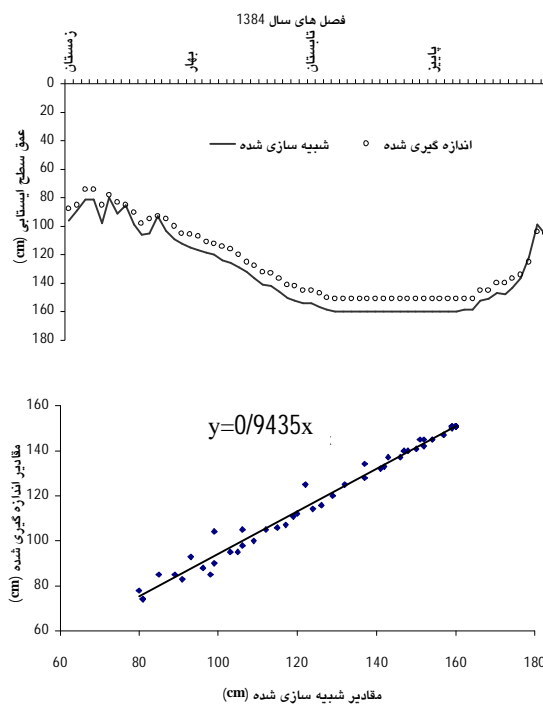 فصل های سال 1384
زمستان
بهار
تابستان
پاییز
0
20
40
60
80
100
120
140
160
180
عمق سطح ایستابی (cm)
شبیه سازی شده
اندازه گیری شده
y=0/9435x
160
140
120
100
80
60
مقادیر اندازه گیری شده (cm)
60 80 100 120 140 160 180
مقادیر شبیه سازی شده (cm)